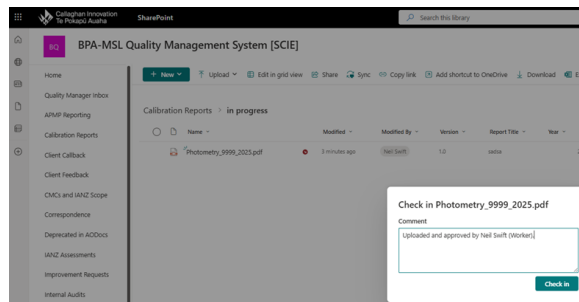 Callaghan Innovation
Te Pokapū Auaha
SharePoint
Search this library
BQ
BPA-MSL Quality Management System [SCIE]
Home
Quality Manager Inbox
APMP Reporting
Calibration Reports
Client Callback
Client Feedback
CMCs and IANZ Scope
Correspondence
Deprecated in AODocs
IANZ Assessments
Improvement Requests
Internal Audits
+ New
Upload
Edit in grid view
Share
Sync
Copy link
Add shortcut to OneDrive
Download
Calibration Reports > in progress
Name
Modified
Modified By
Version
Report Title
Year
Photometry_9999_2025.pdf
3 minutes ago
Neil Swift
1.0
Check in Photometry_9999_2025.pdf
Comment
Uploaded and approved by Neil Swift (Worker).
Check in